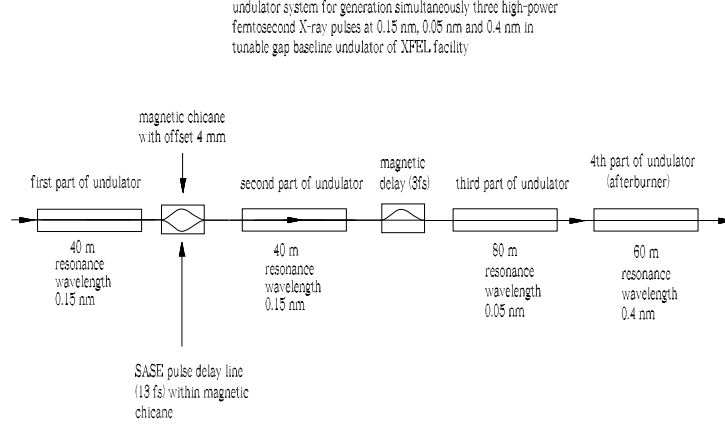 undulator system for generation simultaneously three high-power
femtosecond X-ray pulses at 0.15 nm, 0.05 nm and 0.4 nm in
tunable gap baseline undulator of XFEL facility
magnetic chicane
with offset 4 mm
first part of undulator
second part of undulator
magnetic
delay (3fs)
third part of undulator
4th part of undulator
(afterburner)
40 m
resonance
wavelength
0.15 nm
40 m
resonance
wavelength
0.15 nm
80 m
resonance
wavelength
0.05 nm
60 m
resonance
wavelength
0.4 nm
SASE pulse delay line
(13 fs) within magnetic
chicane